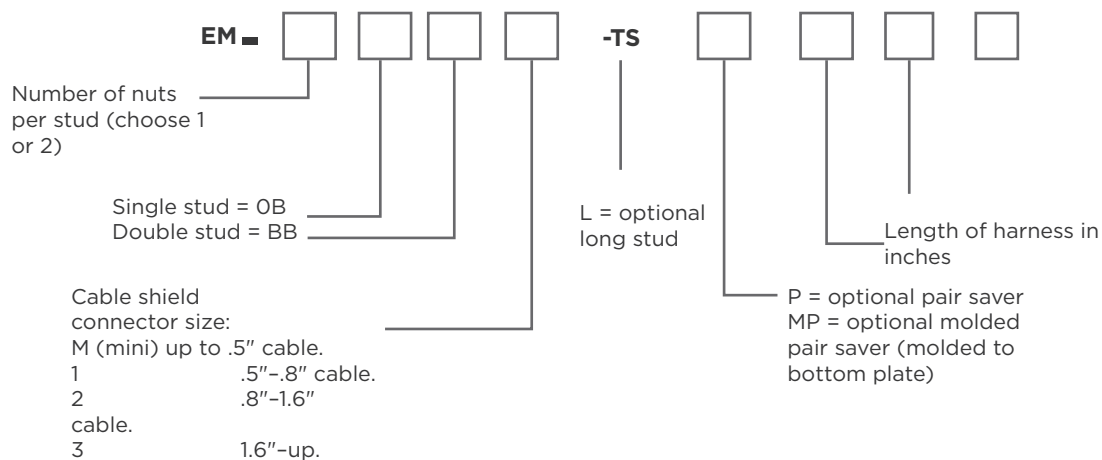 EM -TS
Number of nuts
per stud (choose 1
or 2)
Single stud = 0B
Double stud = BB
Cable shield
connector size:
M (mini) up to .5" cable.
1 .5"–.8" cable.
2 .8"–1.6"
cable.
3 1.6"–up.
L = optional
long stud
Length of harness in
inches
P = optional pair saver
MP = optional molded
pair saver (molded to
bottom plate)